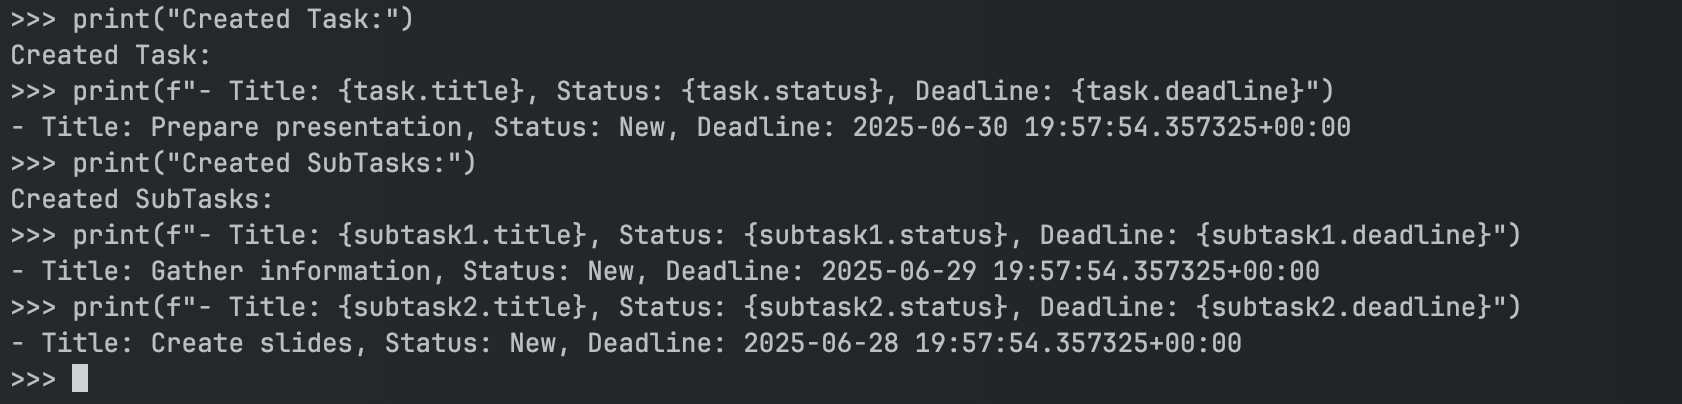 >>> print("Created Task:")
Created Task:
>>> print(f"- Title: {task.title}, Status: {task.status}, Deadline: {task.deadline}")
- Title: Prepare presentation, Status: New, Deadline: 2025-06-30 19:57:54.357325+00:00
>>> print("Created SubTasks:")
Created SubTasks:
>>> print(f"- Title: {subtask1.title}, Status: {subtask1.status}, Deadline: {subtask1.deadline}")
- Title: Gather information, Status: New, Deadline: 2025-06-29 19:57:54.357325+00:00
>>> print(f"- Title: {subtask2.title}, Status: {subtask2.status}, Deadline: {subtask2.deadline}")
- Title: Create slides, Status: New, Deadline: 2025-06-28 19:57:54.357325+00:00
>>>